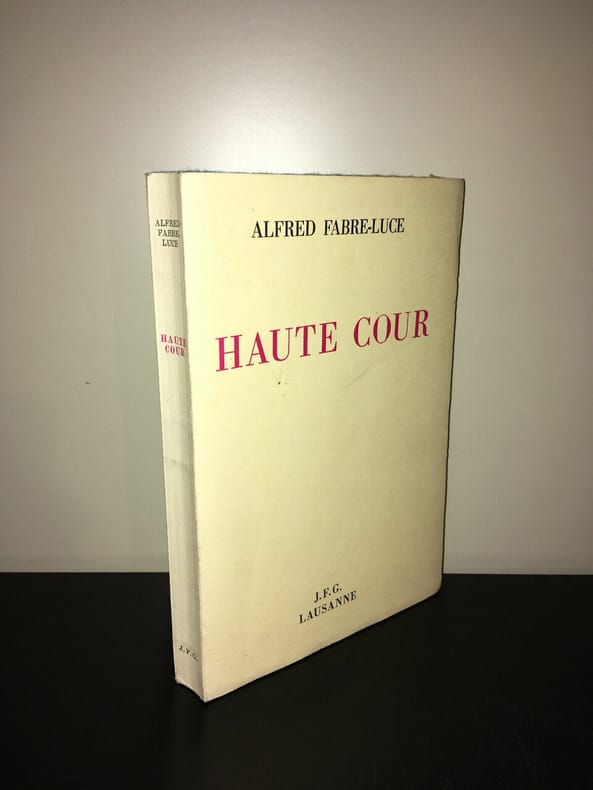 ALFRED
FABRE-
LUCE
HAUTE
COUR
J.F.G.
ALFRED FABRE-LUCE
HAUTE COUR
J.F.G.
LAUSANNE